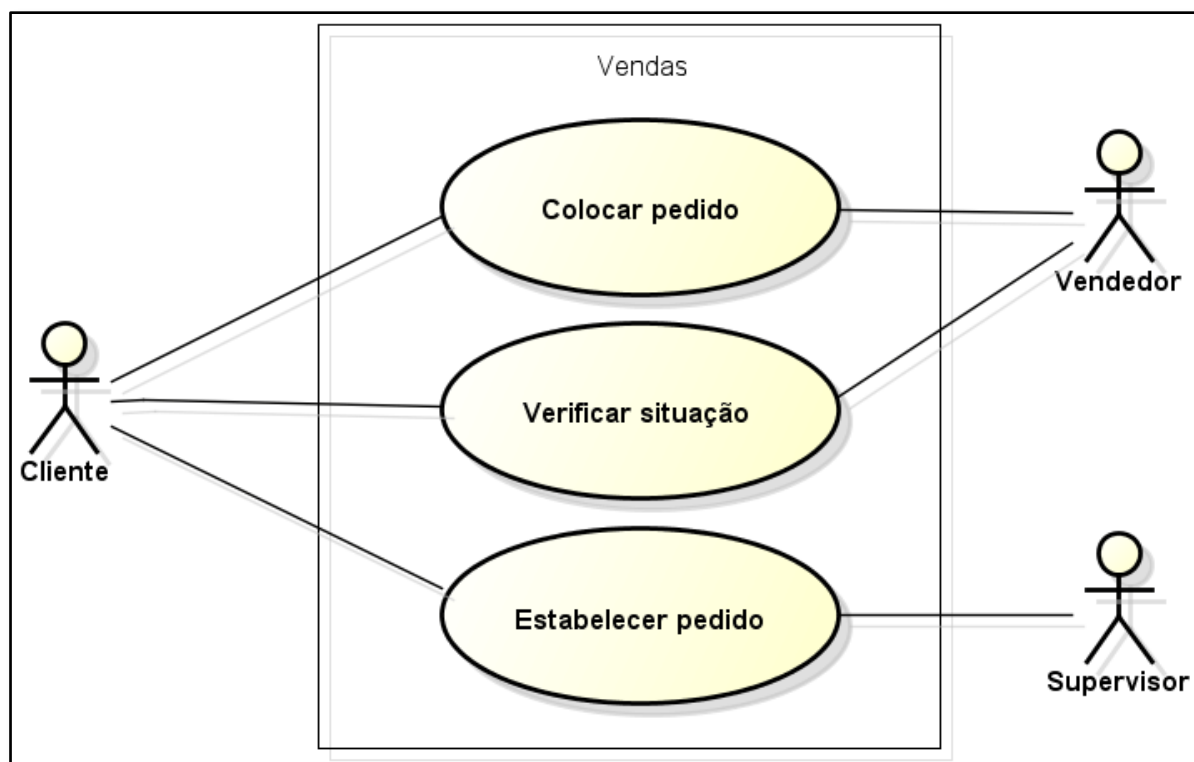 Vendas
Colocar pedido
Vendedor
Verificar situação
Cliente
Estabelecer pedido
Supervisor